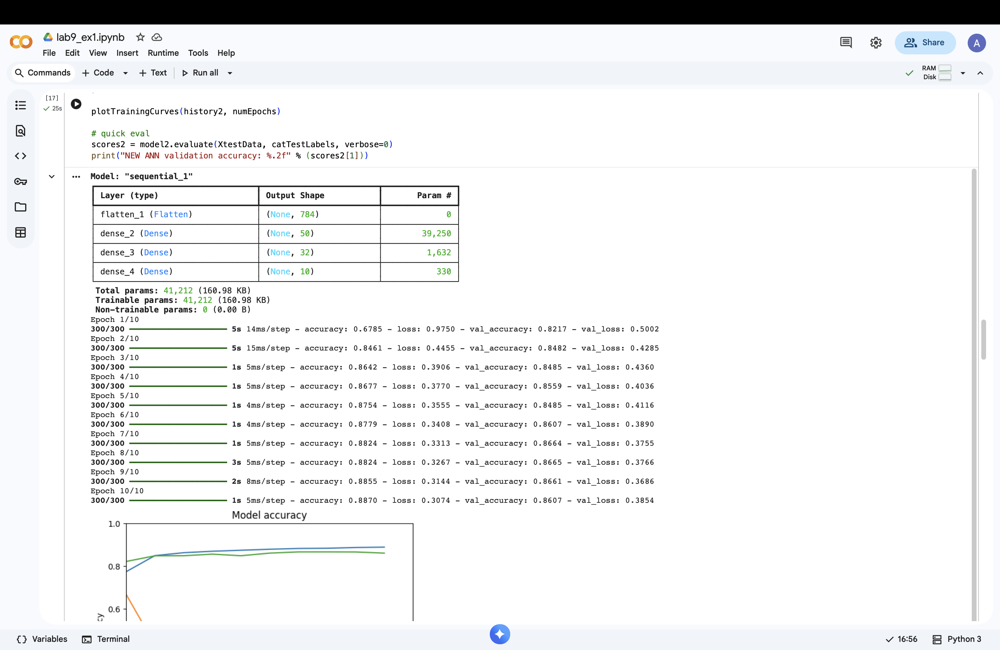 lab9_ex1.ipynb
File Edit View Insert Runtime Tools Help
Share
A
Commands + Code + Text Run all
RAM
Disk
[17]
25s
plotTrainingCurves(history2, numEpochs)
# quick eval
scores2 = model2.evaluate(XtestData, catTestLabels, verbose=0)
print("NEW ANN validation accuracy: %.2f" % (scores2[1]))
Model: "sequential_1"
Layer (type) Output Shape Param #
flatten_1 (Flatten) (None, 784) 0
dense_2 (Dense) (None, 50) 39,250
dense_3 (Dense) (None, 32) 1,632
dense_4 (Dense) (None, 10) 330
Total params: 41,212 (160.98 KB)
Trainable params: 41,212 (160.98 KB)
Non-trainable params: 0 (0.00 B)
Epoch 1/10
300/300 5s 14ms/step - accuracy: 0.6785 - loss: 0.9750 - val_accuracy: 0.8217 - val_loss: 0.5002
Epoch 2/10
300/300 5s 15ms/step - accuracy: 0.8461 - loss: 0.4455 - val_accuracy: 0.8482 - val_loss: 0.4285
Epoch 3/10
300/300 1s 5ms/step - accuracy: 0.8642 - loss: 0.3906 - val_accuracy: 0.8485 - val_loss: 0.4360
Epoch 4/10
300/300 1s 5ms/step - accuracy: 0.8677 - loss: 0.3770 - val_accuracy: 0.8559 - val_loss: 0.4036
Epoch 5/10
300/300 1s 4ms/step - accuracy: 0.8754 - loss: 0.3555 - val_accuracy: 0.8485 - val_loss: 0.4116
Epoch 6/10
300/300 1s 4ms/step - accuracy: 0.8779 - loss: 0.3408 - val_accuracy: 0.8607 - val_loss: 0.3890
Epoch 7/10
300/300 1s 5ms/step - accuracy: 0.8824 - loss: 0.3313 - val_accuracy: 0.8664 - val_loss: 0.3755
Epoch 8/10
300/300 3s 5ms/step - accuracy: 0.8824 - loss: 0.3267 - val_accuracy: 0.8665 - val_loss: 0.3766
Epoch 9/10
300/300 2s 8ms/step - accuracy: 0.8855 - loss: 0.3144 - val_accuracy: 0.8661 - val_loss: 0.3686
Epoch 10/10
300/300 1s 5ms/step - accuracy: 0.8870 - loss: 0.3074 - val_accuracy: 0.8607 - val_loss: 0.3854
Model accuracy
1.0
0.8
0.6
cy
Variables Terminal
16:56 Python 3